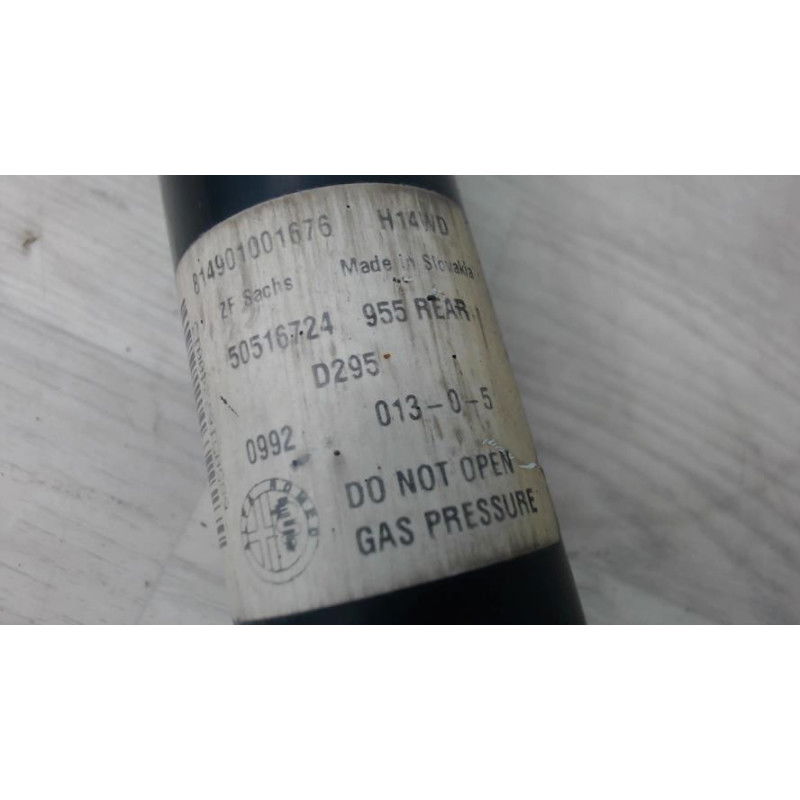 814901001676 H14WD
ZF Sachs Made in Slovakia
50516724 955 REAR
D295
0992 013-0-5
DO NOT OPEN
GAS PRESSURE